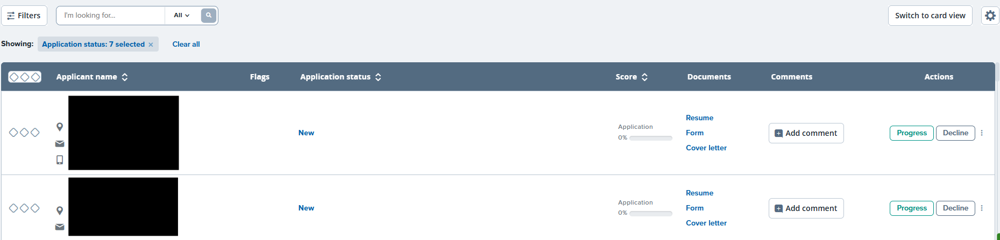 Filters
I'm looking for...
All
Switch to card view
Showing: Application status: 7 selected × Clear all
Applicant name Flags Application status Score Documents Comments Actions
New
Application
0%
Resume
Form
Cover letter
Add comment
Progress
Decline
New
Application
0%
Resume
Form
Cover letter
Add comment
Progress
Decline